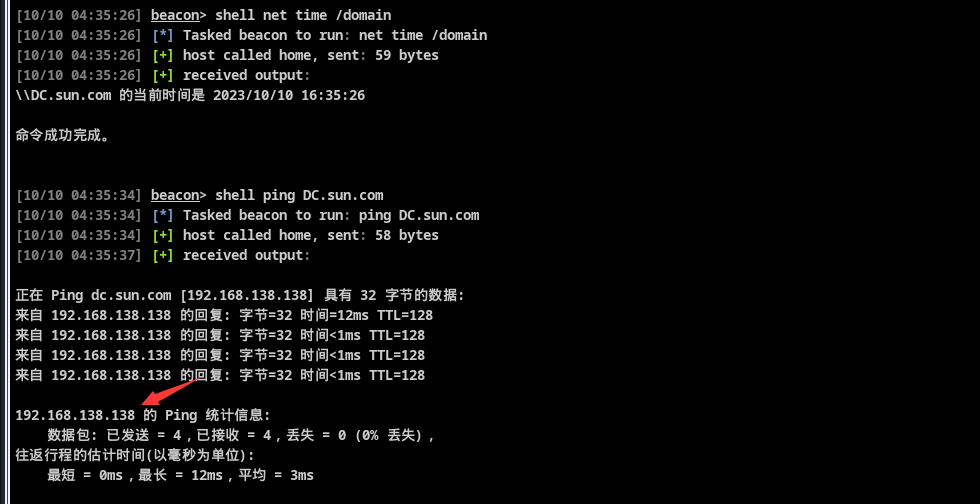 [10/10 04:35:26] beacon> shell net time /domain
[10/10 04:35:26] [*] Tasked beacon to run: net time /domain
[10/10 04:35:26] [+] host called home, sent: 59 bytes
[10/10 04:35:26] [+] received output:
\\DC.sun.com 的当前时间是 2023/10/10 16:35:26
命令成功完成。
[10/10 04:35:34] beacon> shell ping DC.sun.com
[10/10 04:35:34] [*] Tasked beacon to run: ping DC.sun.com
[10/10 04:35:34] [+] host called home, sent: 58 bytes
[10/10 04:35:37] [+] received output:
正在 Ping dc.sun.com [192.168.138.138] 具有 32 字节的数据:
来自 192.168.138.138 的回复: 字节=32 时间=12ms TTL=128
来自 192.168.138.138 的回复: 字节=32 时间<1ms TTL=128
来自 192.168.138.138 的回复: 字节=32 时间<1ms TTL=128
来自 192.168.138.138 的回复: 字节=32 时间<1ms TTL=128
192.168.138.138 的 Ping 统计信息:
数据包: 已发送 = 4，已接收 = 4，丢失 = 0 (0% 丢失)，
往返行程的估计时间(以毫秒为单位):
最短 = 0ms，最长 = 12ms，平均 = 3ms